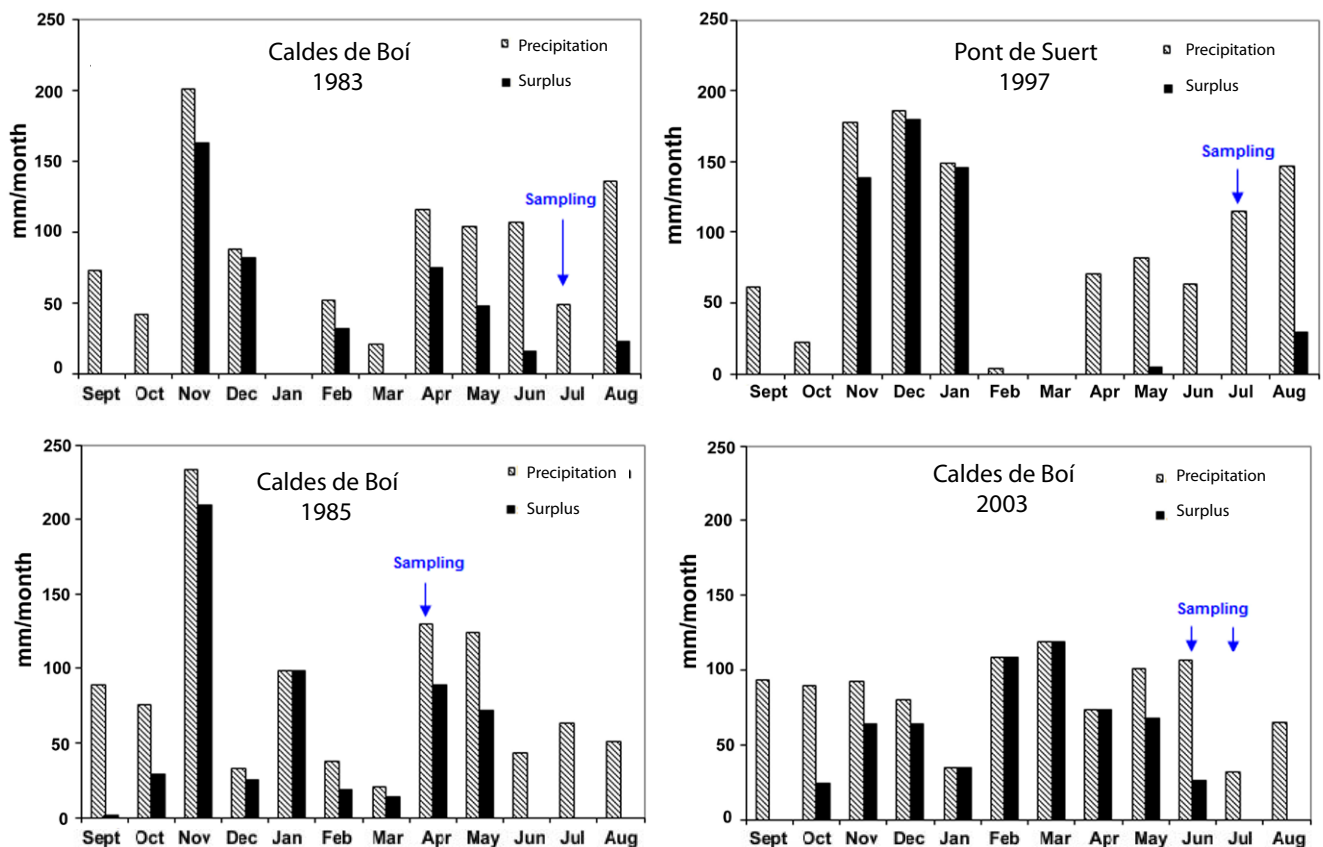 250
200
150
100
50
0
mm/month
Caldes de Boí
1983
Precipitation
Surplus
Sampling
Sept Oct Nov Dec Jan Feb Mar Apr May Jun Jul Aug
250
200
150
100
50
0
mm/month
Pont de Suert
1997
Precipitation
Surplus
Sampling
Sept Oct Nov Dec Jan Feb Mar Apr May Jun Jul Aug
250
200
150
100
50
0
mm/month
Caldes de Boí
1985
Precipitation
Surplus
Sampling
Sept Oct Nov Dec Jan Feb Mar Apr May Jun Jul Aug
250
200
150
100
50
0
mm/month
Caldes de Boí
2003
Precipitation
Surplus
Sampling
Sept Oct Nov Dec Jan Feb Mar Apr May Jun Jul Aug